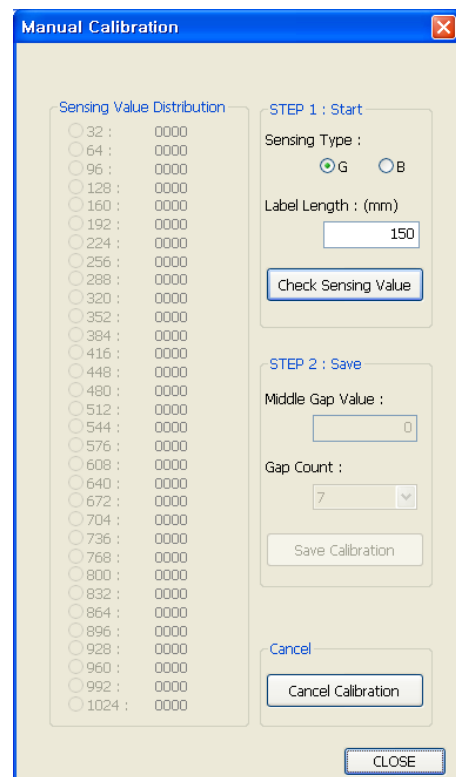 Manual Calibration
Sensing Value Distribution
32 : 0000
64 : 0000
96 : 0000
128 : 0000
160 : 0000
192 : 0000
224 : 0000
256 : 0000
288 : 0000
320 : 0000
352 : 0000
384 : 0000
416 : 0000
448 : 0000
480 : 0000
512 : 0000
544 : 0000
576 : 0000
608 : 0000
640 : 0000
672 : 0000
704 : 0000
736 : 0000
768 : 0000
800 : 0000
832 : 0000
864 : 0000
896 : 0000
928 : 0000
960 : 0000
992 : 0000
1024 : 0000
STEP 1 : Start
Sensing Type :
G B
Label Length : (mm)
150
Check Sensing Value
STEP 2 : Save
Middle Gap Value :
0
Gap Count :
7
Save Calibration
Cancel
Cancel Calibration
CLOSE